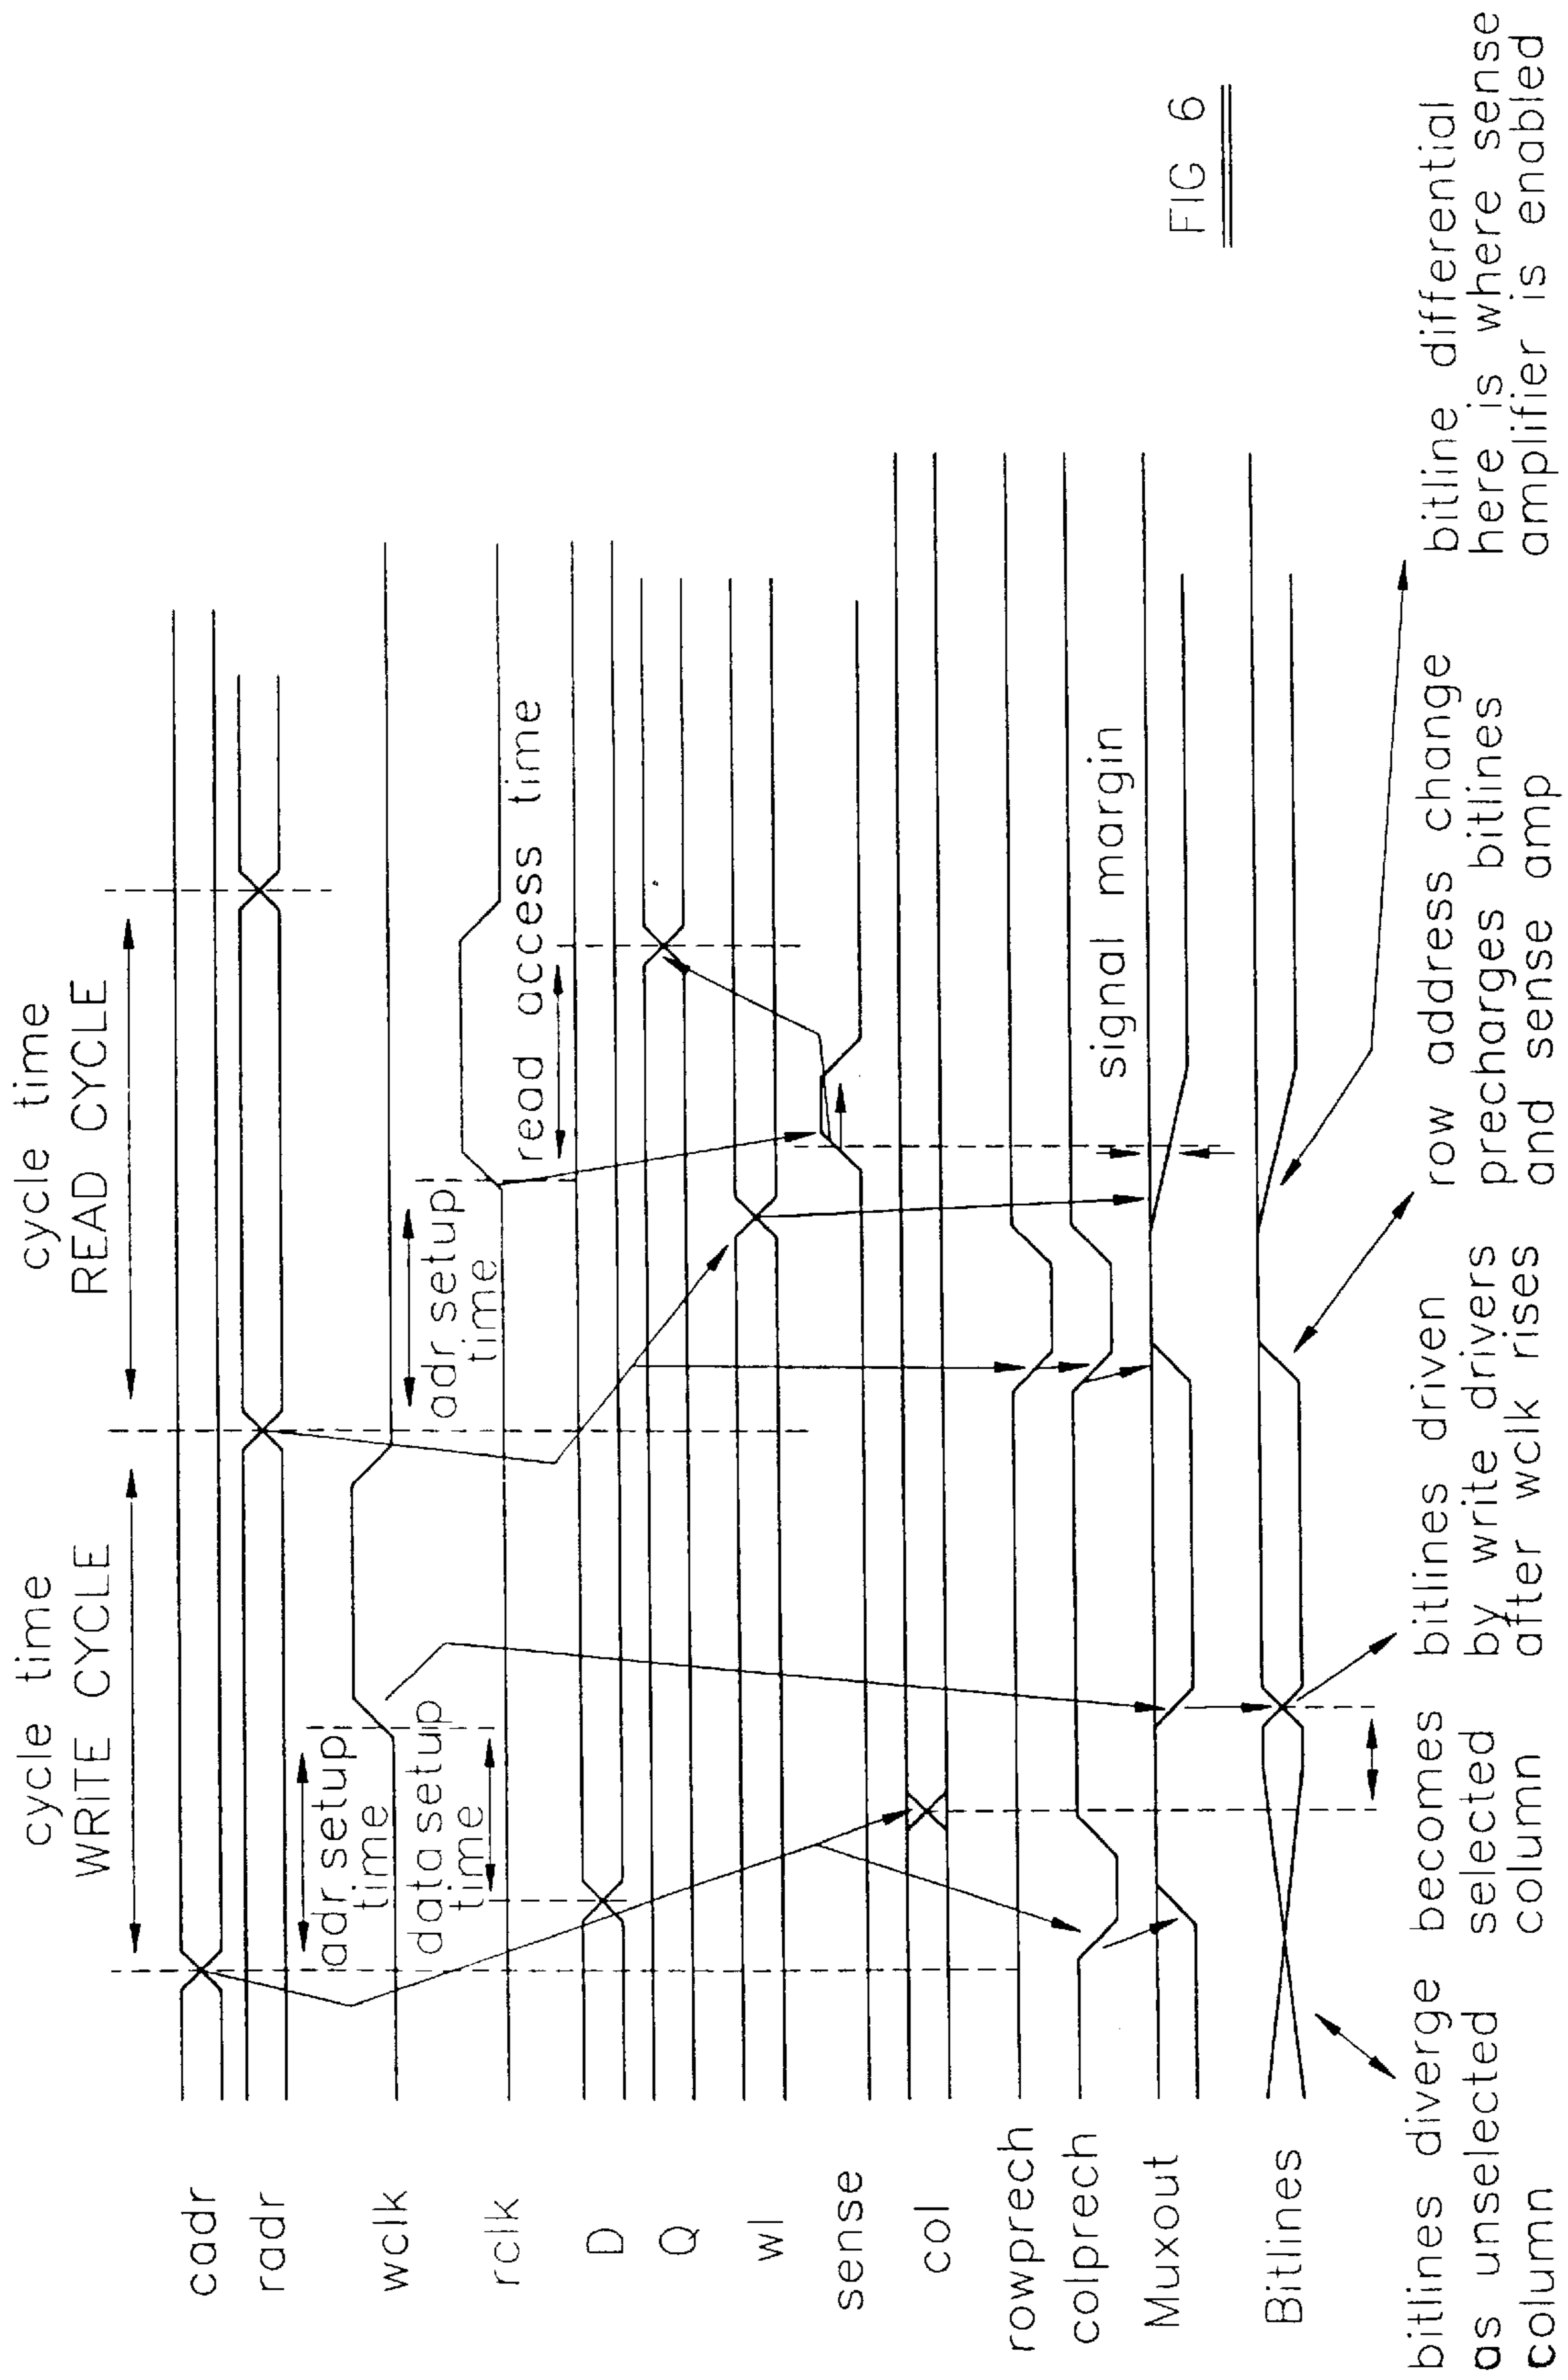 cycle time
WRITE CYCLE
cycle time
READ CYCLE
cadr
radr
adr setup
time
wclk
adr setup
time
data setup
time
rclk
read access time
D
Q
wl
sense
col
rowprech
colprech
signal margin
Muxout
FIG 6
Bitlines
bitlines diverge
as unselected
column
becomes
selected
column
bitlines driven
by write drivers
after wclk rises
row address change
precharges bitlines
and sense amp
bitline differential
here is where sense
amplifier is enabled